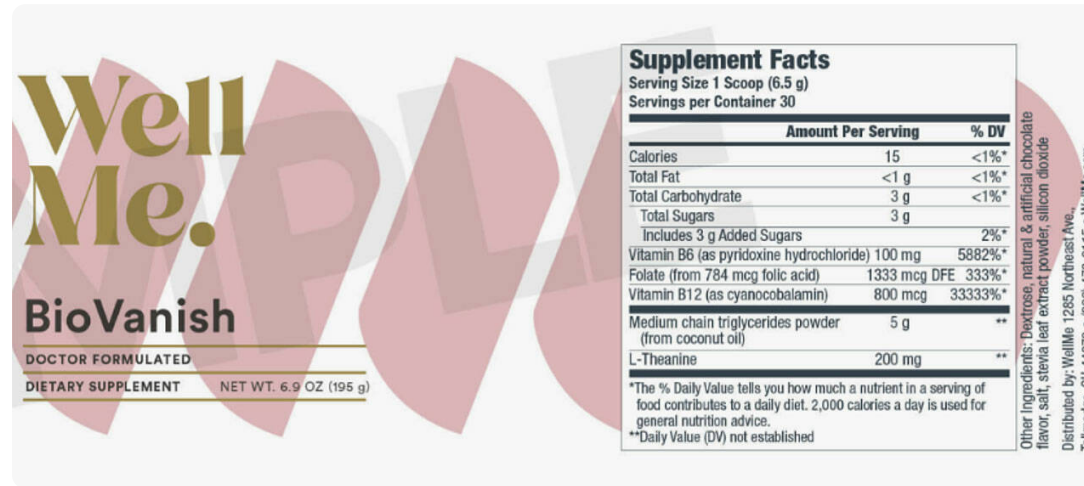 Well
Me.
BioVanish
DOCTOR FORMULATED
DIETARY SUPPLEMENT NET WT. 6.9 OZ (195 g)
Supplement Facts
Serving Size 1 Scoop (6.5 g)
Servings per Container 30
Amount Per Serving % DV
Calories 15 <1%*
Total Fat <1 g <1%*
Total Carbohydrate 3 g <1%*
Total Sugars 3 g
Includes 3 g Added Sugars 2%*
Vitamin B6 (as pyridoxine hydrochloride) 100 mg 5882%*
Folate (from 784 mcg folic acid) 1333 mcg DFE 333%*
Vitamin B12 (as cyanocobalamin) 800 mcg 33333%*
Medium chain triglycerides powder 5 g **
(from coconut oil)
L-Theanine 200 mg **
*The % Daily Value tells you how much a nutrient in a serving of
food contributes to a daily diet. 2,000 calories a day is used for
general nutrition advice.
**Daily Value (DV) not established
Other Ingredients: Dextrose, natural & artificial chocolate
flavor, salt, stevia leaf extract powder, silicon dioxide
Distributed by: WellMe 1285 Northeast Ave.,
MPLE